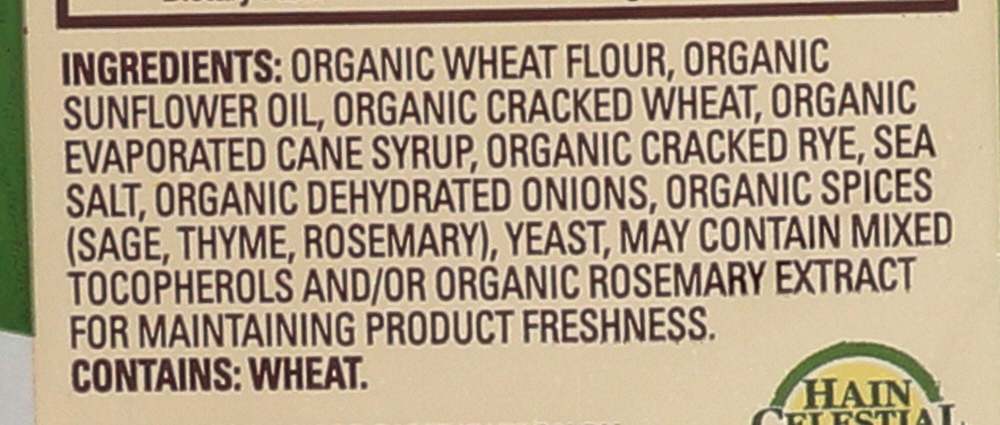 INGREDIENTS: ORGANIC WHEAT FLOUR, ORGANIC
SUNFLOWER OIL, ORGANIC CRACKED WHEAT, ORGANIC
EVAPORATED CANE SYRUP, ORGANIC CRACKED RYE, SEA
SALT, ORGANIC DEHYDRATED ONIONS, ORGANIC SPICES
(SAGE, THYME, ROSEMARY), YEAST, MAY CONTAIN MIXED
TOCOPHEROLS AND/OR ORGANIC ROSEMARY EXTRACT
FOR MAINTAINING PRODUCT FRESHNESS.
CONTAINS: WHEAT.
HAIN
CELESTIAL